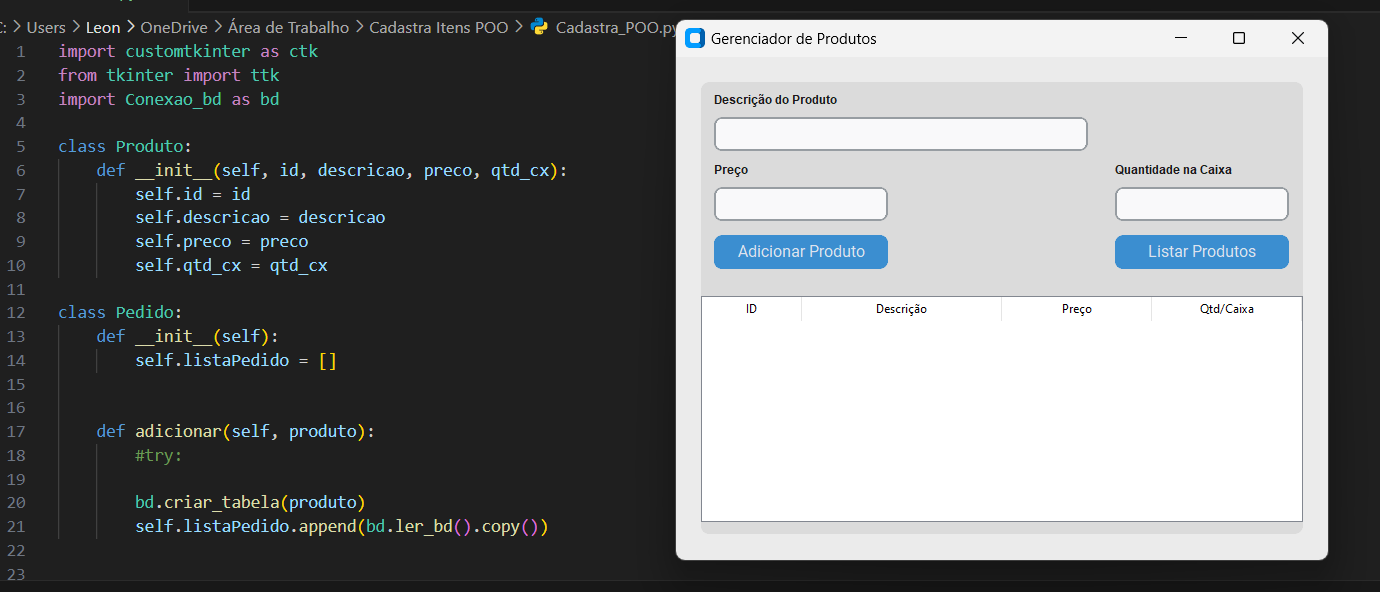 C: > Users > Leon > OneDrive > Área de Trabalho > Cadastra Itens POO > Cadastra_POO.py
1 import customtkinter as ctk
2 from tkinter import ttk
3 import Conexao_bd as bd
4
5 class Produto:
6 def __init__(self, id, descricao, preco, qtd_cx):
7 self.id = id
8 self.descricao = descricao
9 self.preco = preco
10 self.qtd_cx = qtd_cx
11
12 class Pedido:
13 def __init__(self):
14 self.listaPedido = []
15
16
17 def adicionar(self, produto):
18 #try:
19
20 bd.criar_tabela(produto)
21 self.listaPedido.append(bd.ler_bd().copy())
22
23
Gerenciador de Produtos
Descrição do Produto
Preço Quantidade na Caixa
Adicionar Produto Listar Produtos
ID Descrição Preço Qtd/Caixa